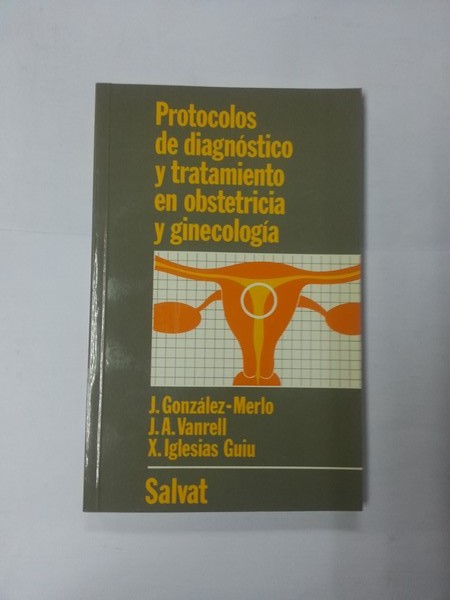 Protocolos
de diagnóstico
y tratamiento
en obstetricia
y ginecología
J. González-Merlo
J. A. Vanrell
X. Iglesias Guiu
Salvat